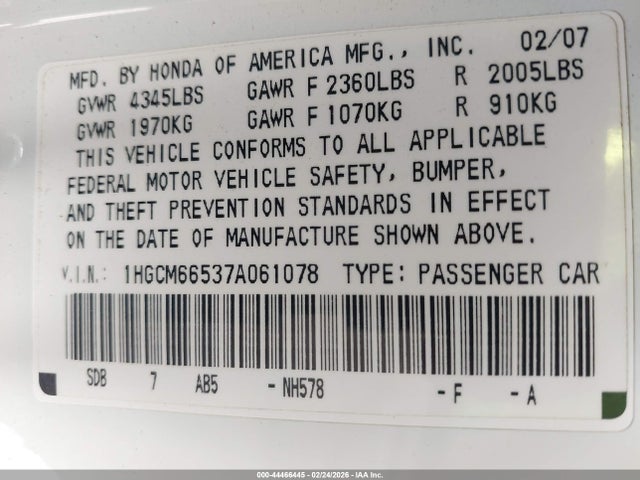 MFD. BY HONDA OF AMERICA MFG., INC. 02/07
GVWR 4345LBS GAWR F 2360LBS R 2005LBS
GVWR 1970KG GAWR F 1070KG R 910KG
THIS VEHICLE CONFORMS TO ALL APPLICABLE
FEDERAL MOTOR VEHICLE SAFETY, BUMPER,
AND THEFT PREVENTION STANDARDS IN EFFECT
ON THE DATE OF MANUFACTURE SHOWN ABOVE.
V.I.N.: 1HGCM66537A061078 TYPE: PASSENGER CAR
SDB 7 AB5 -NH578 -F -A
000-44466445 - 02/24/2026 - IAA Inc.